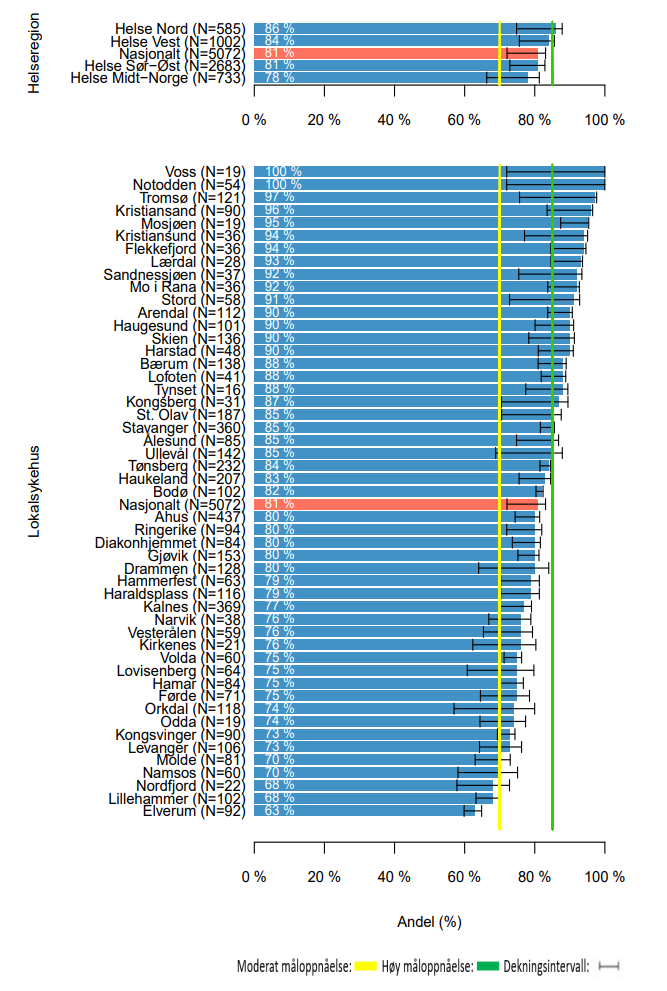 Helseregion
Helse Nord (N=585) 86 %
Helse Vest (N=1002) 84 %
Nasjonalt (N=5072) 81 %
Helse Sør−Øst (N=2683) 81 %
Helse Midt−Norge (N=733) 78 %
0 % 20 % 40 % 60 % 80 % 100 %
Lokalsykehus
Voss (N=19) 100 %
Notodden (N=54) 100 %
Tromsø (N=121) 97 %
Kristiansand (N=90) 96 %
Mosjøen (N=19) 95 %
Kristiansund (N=36) 94 %
Flekkefjord (N=36) 94 %
Lærdal (N=28) 93 %
Sandnessjøen (N=37) 92 %
Mo i Rana (N=36) 92 %
Stord (N=58) 91 %
Arendal (N=112) 90 %
Haugesund (N=101) 90 %
Skien (N=136) 90 %
Harstad (N=48) 90 %
Bærum (N=138) 88 %
Lofoten (N=41) 88 %
Tynset (N=16) 88 %
Kongsberg (N=31) 87 %
St. Olav (N=187) 85 %
Stavanger (N=360) 85 %
Ålesund (N=85) 85 %
Ullevål (N=142) 85 %
Tønsberg (N=232) 84 %
Haukeland (N=207) 83 %
Bodø (N=102) 82 %
Nasjonalt (N=5072) 81 %
Ahus (N=437) 80 %
Ringerike (N=94) 80 %
Diakonhjemmet (N=84) 80 %
Gjøvik (N=153) 80 %
Drammen (N=128) 80 %
Hammerfest (N=63) 79 %
Haraldsplass (N=116) 79 %
Kalnes (N=369) 77 %
Narvik (N=38) 76 %
Vesterålen (N=59) 76 %
Kirkenes (N=21) 76 %
Volda (N=60) 75 %
Lovisenberg (N=64) 75 %
Hamar (N=84) 75 %
Førde (N=71) 75 %
Orkdal (N=118) 74 %
Odda (N=19) 74 %
Kongsvinger (N=90) 73 %
Levanger (N=106) 73 %
Molde (N=81) 70 %
Namsos (N=60) 70 %
Nordfjord (N=22) 68 %
Lillehammer (N=102) 68 %
Elverum (N=92) 63 %
0 % 20 % 40 % 60 % 80 % 100 %
Andel (%)
Moderat måloppnåelse: Høy måloppnåelse: Dekningsintervall: